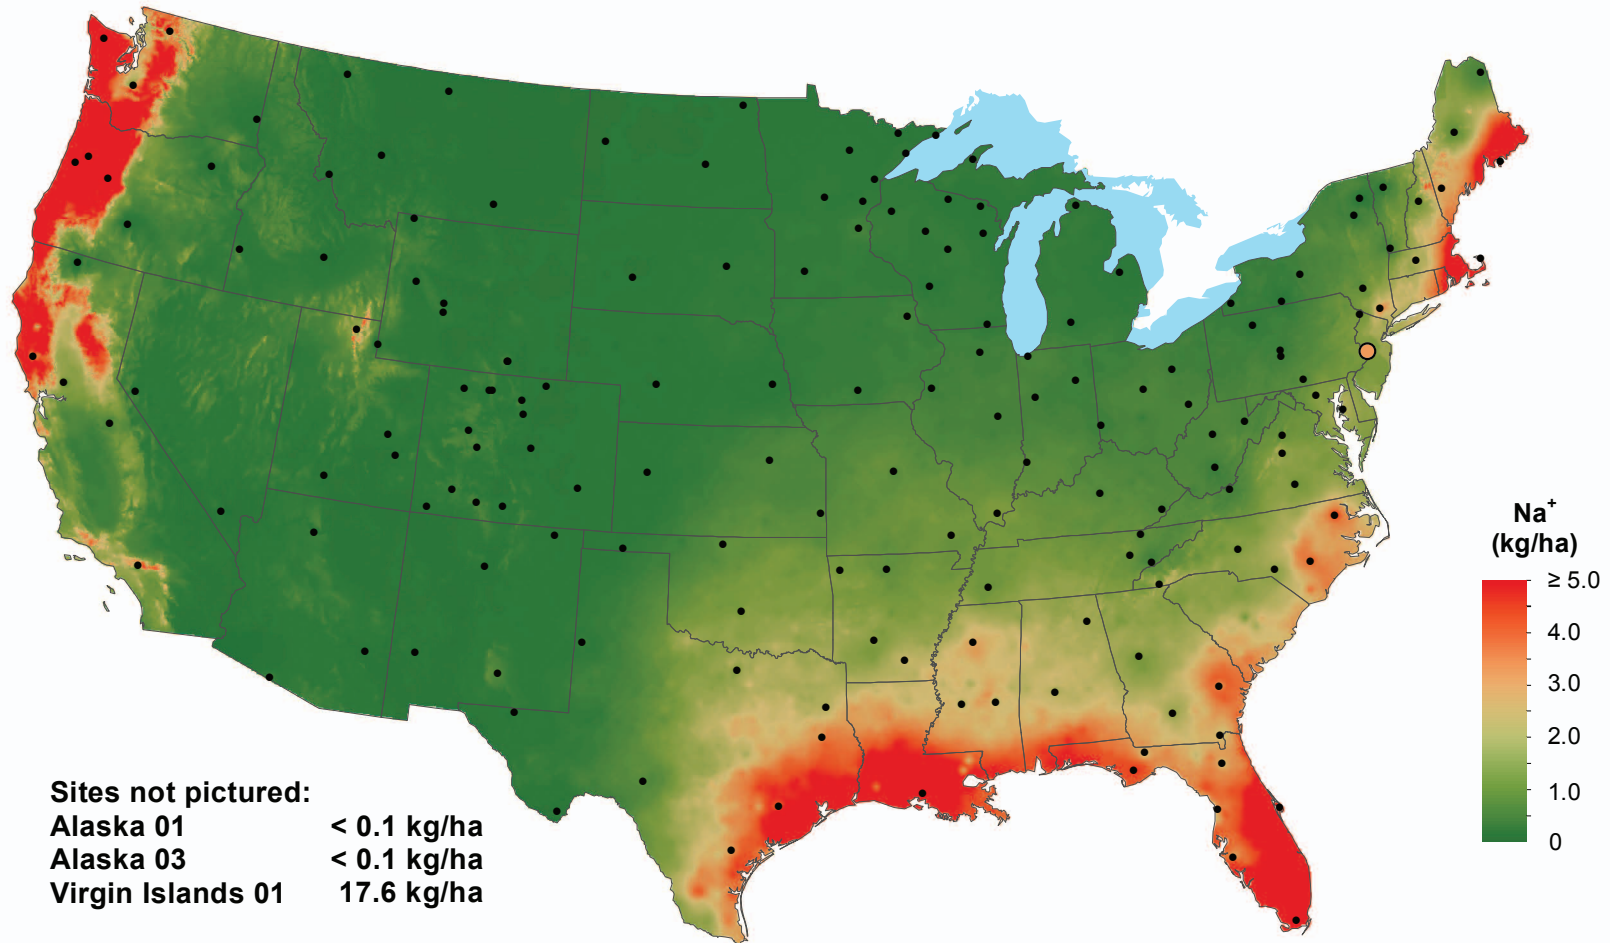 Na+
(kg/ha)
≥ 5.0
4.0
3.0
2.0
1.0
0
Sites not pictured:
Alaska 01 < 0.1 kg/ha
Alaska 03 < 0.1 kg/ha
Virgin Islands 01 17.6 kg/ha